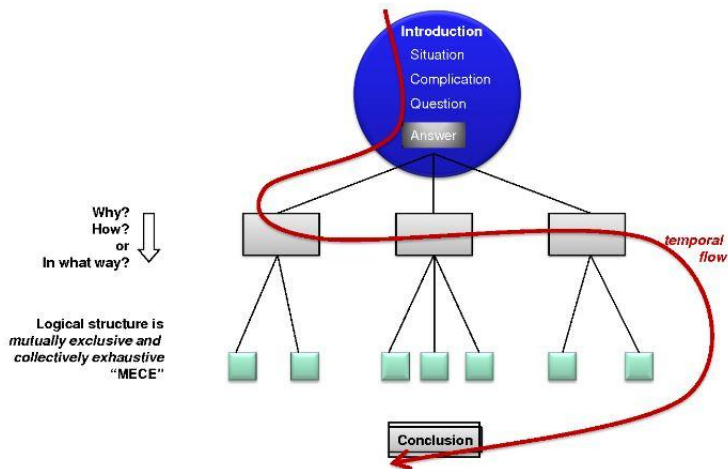 Introduction
Situation
Complication
Question
Answer
Why?
How?
or
In what way?
temporal
flow
Logical structure is
mutually exclusive and
collectively exhaustive
“MECE”
Conclusion